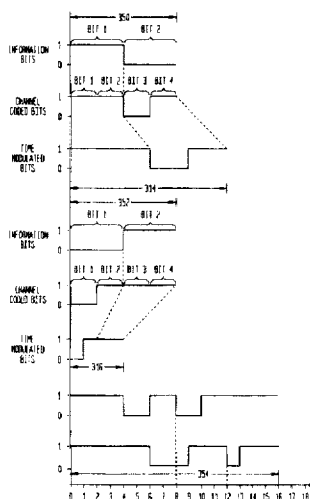 350
BIT 1 BIT 2
INFORMATION BITS
1
0
BIT 1 BIT 2 BIT 3 BIT 4
CHANNEL CODED BITS
1
0
TIME MODULATED BITS
1
0
394
352
BIT 1 BIT 2
INFORMATION BITS
1
0
BIT 1 BIT 2 BIT 3 BIT 4
CHANNEL CODED BITS
1
0
TIME MODULATED BITS
1
0
396
1
0
1
0
354
0 1 2 3 4 5 6 7 8 9 10 11 12 13 14 15 16 17 18